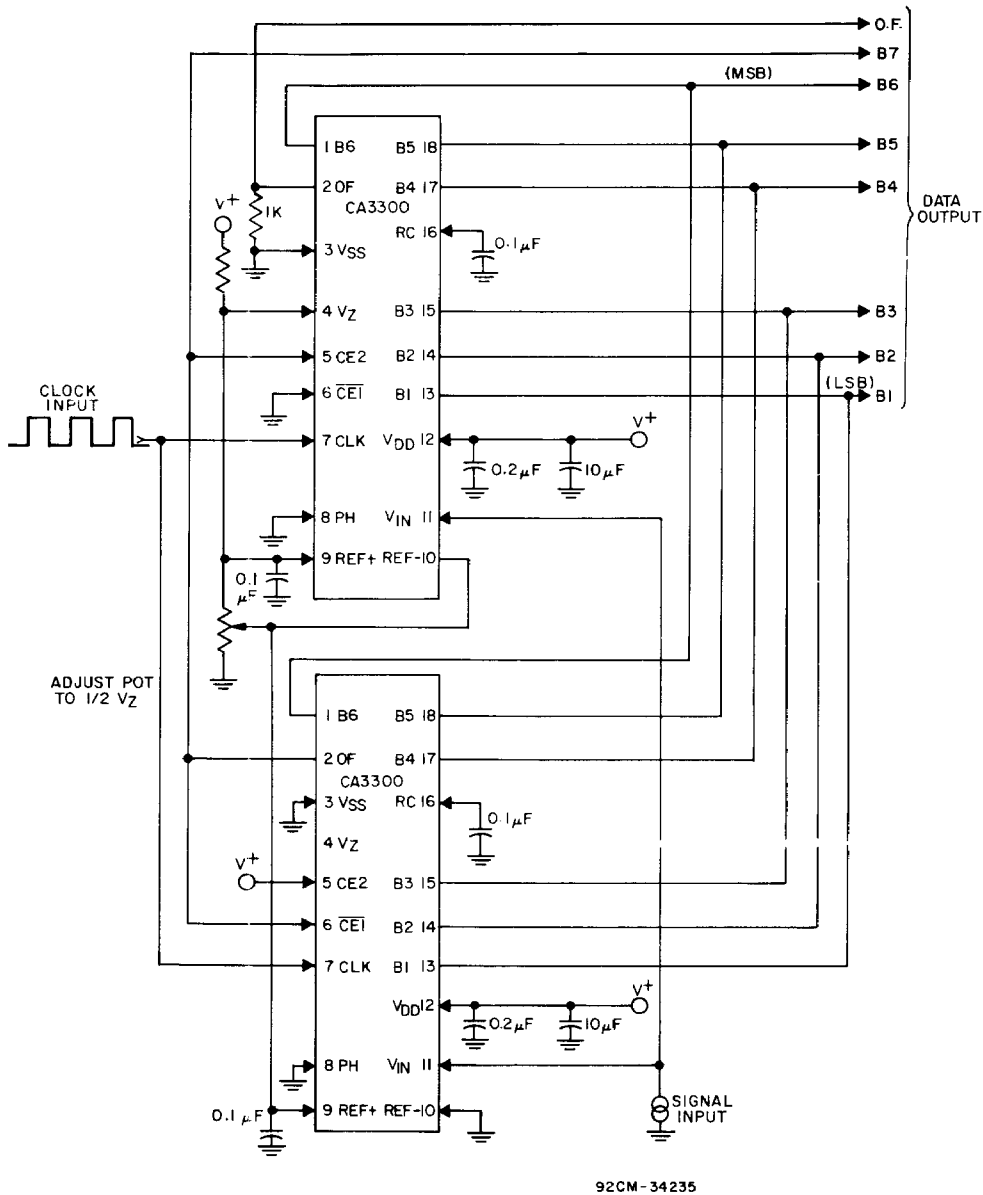 O.F.
B7
(MSB)
B6
1 B6
B5 18
B5
2 OF
B4 17
B4
CA3300
DATA
OUTPUT
V+
1K
RC 16
0.1μF
3 VSS
4 VZ
B3 15
B3
5 CE2
B2 14
B2
(LSB)
6 CE1
B1 13
B1
CLOCK
INPUT
7 CLK
VDD 12
V+
0.2μF
10μF
8 PH
VIN 11
9 REF+
REF-10
0.1
μF
ADJUST POT
TO 1/2 VZ
1 B6
B5 18
2 OF
B4 17
CA3300
3 VSS
RC 16
0.1μF
4 VZ
V+
5 CE2
B3 15
6 CE1
B2 14
7 CLK
B1 13
VDD12
V+
0.2μF
10μF
8 PH
VIN 11
SIGNAL
INPUT
0.1 μF
9 REF+
REF-10
92CM-34235